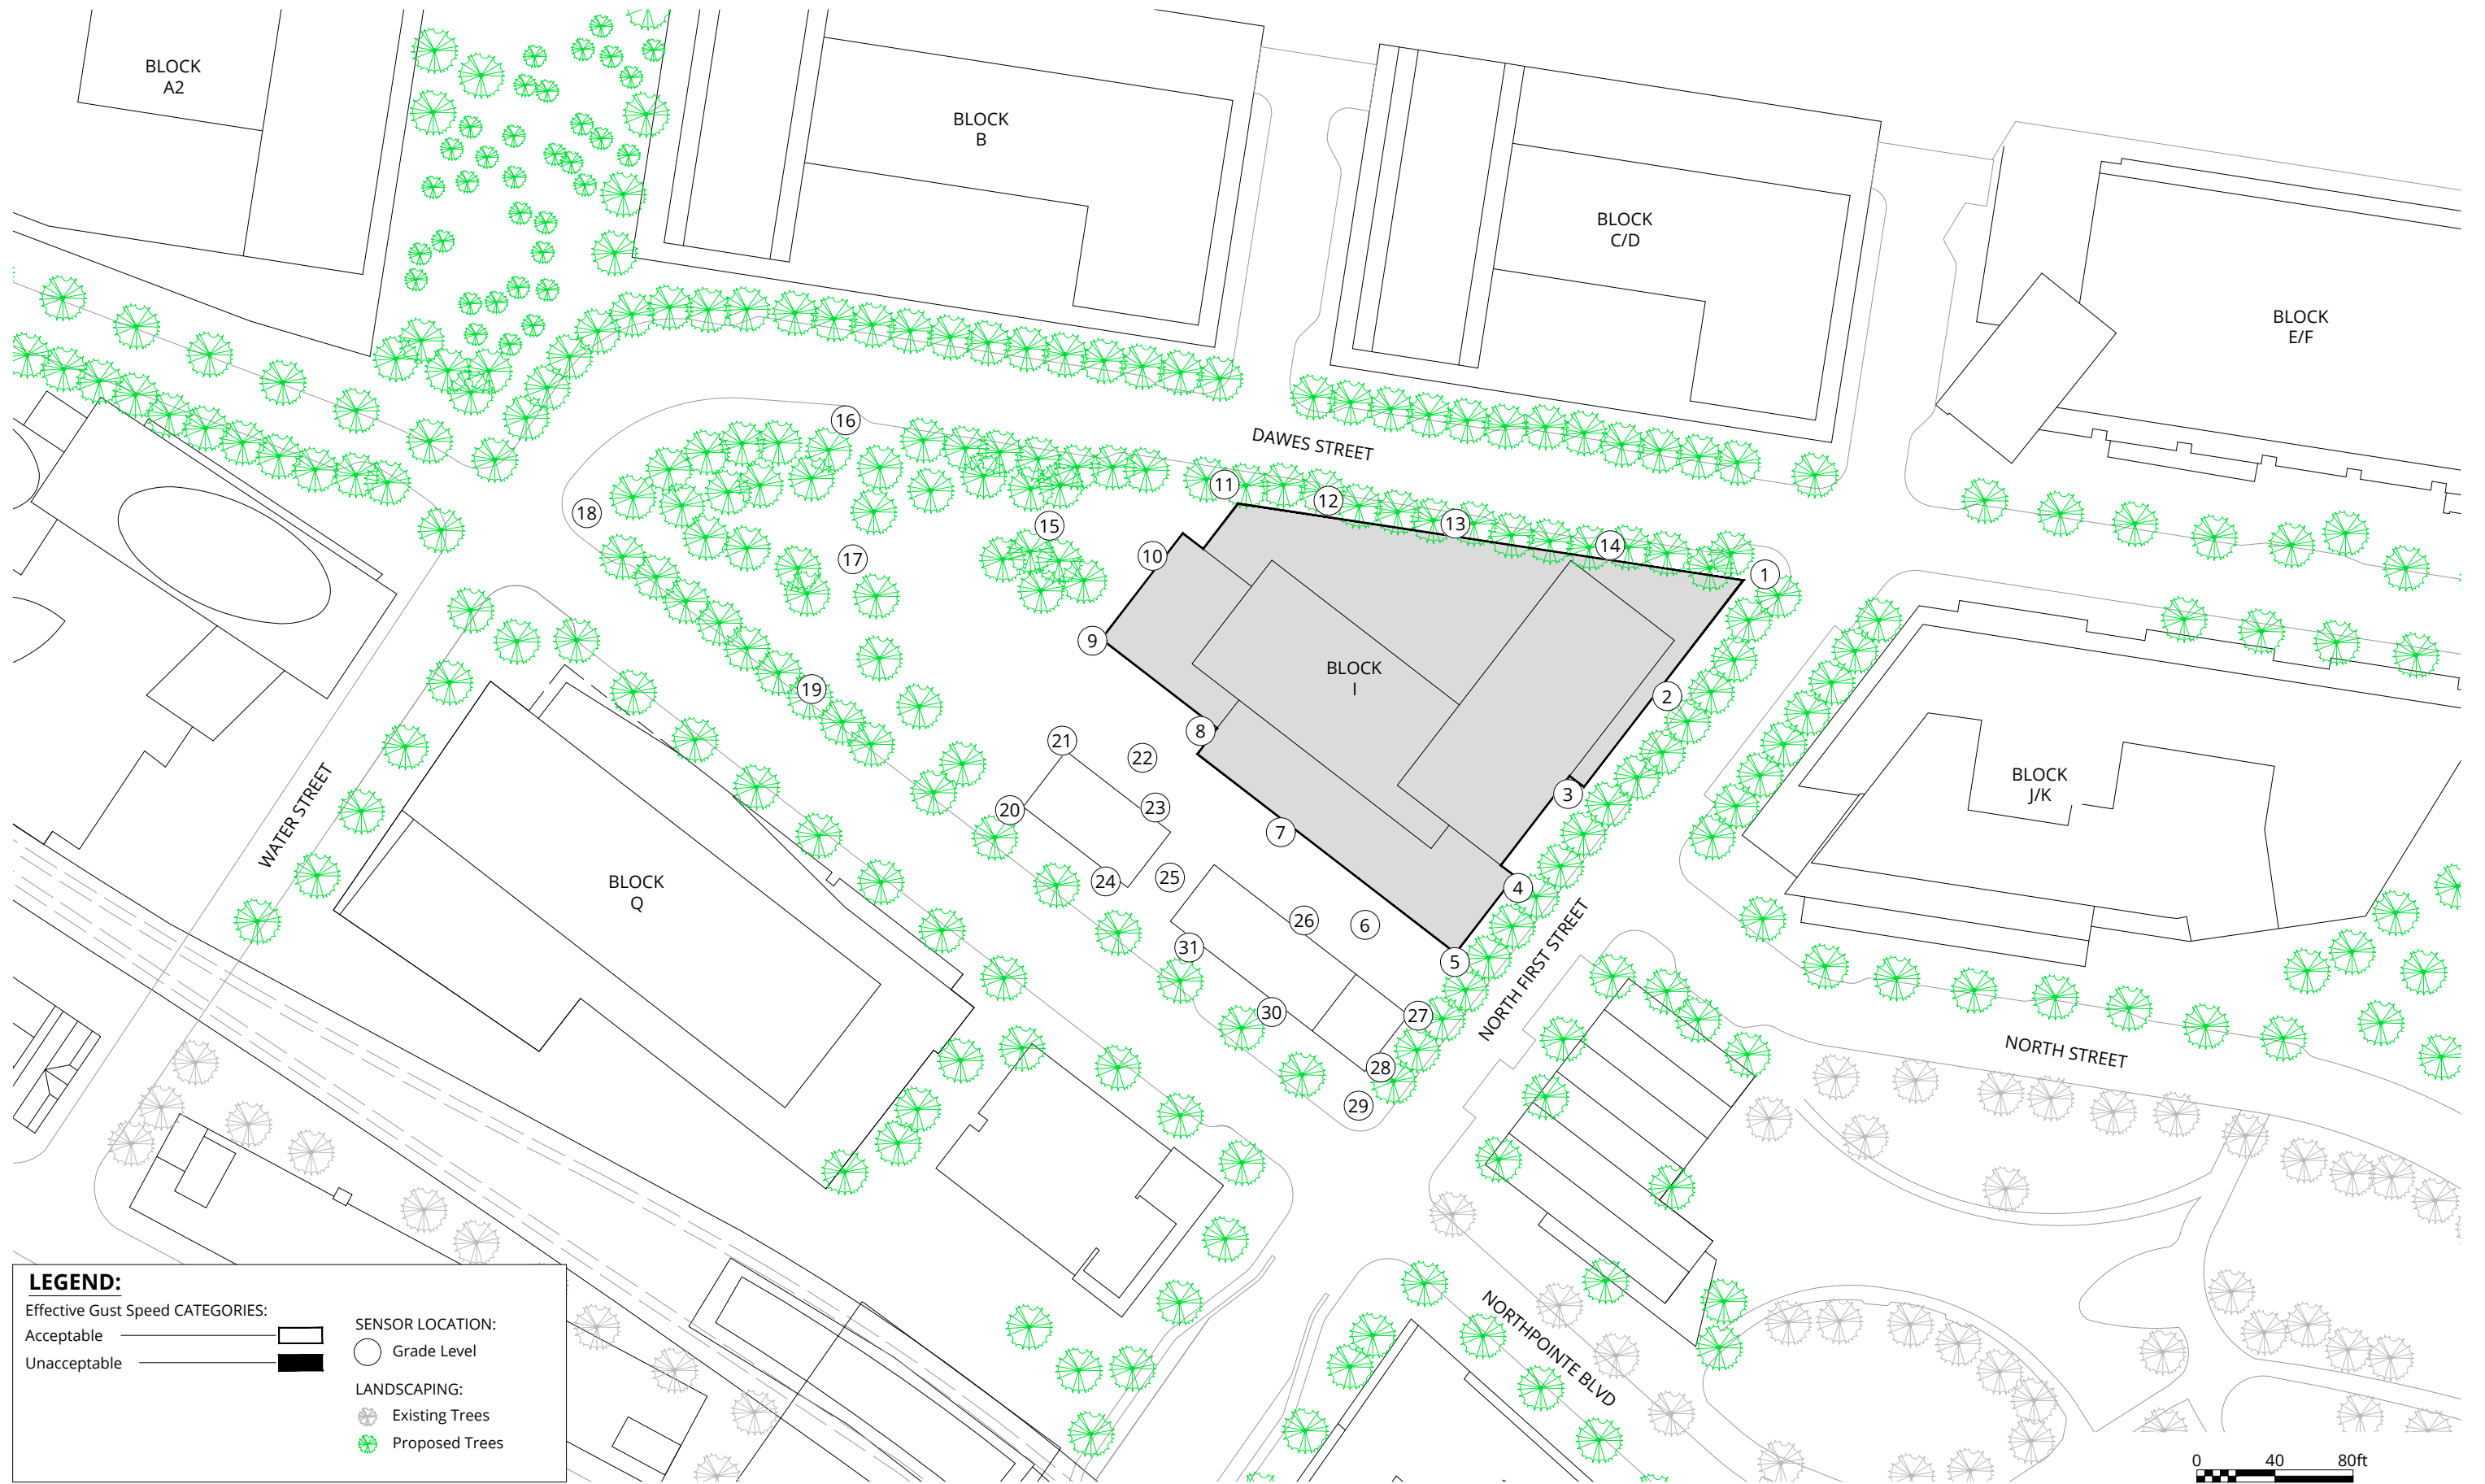 BLOCK
A2
BLOCK
B
BLOCK
C/D
BLOCK
E/F
DAWES STREET
16
11
12
18
13
15
14
10
17
1
9
BLOCK
I
19
2
8
21
22
3
BLOCK
J/K
20
23
7
WATER STREET
BLOCK
Q
24
25
4
26
6
31
5
NORTH FIRST STREET
30
27
NORTH STREET
28
29
NORTHPOINTE BLVD
LEGEND:
Effective Gust Speed CATEGORIES:
Acceptable
Unacceptable
SENSOR LOCATION:
Grade Level
LANDSCAPING:
Existing Trees
Proposed Trees
0 40 80ft